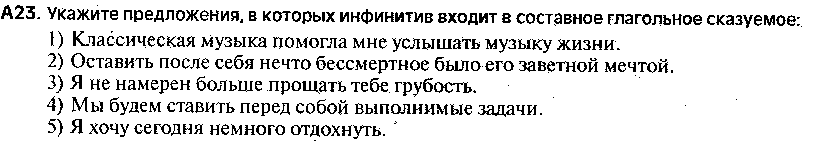 А23. Укажите предложения, в которых инфинитив входит в составное глагольное сказуемое:
1) Классическая музыка помогла мне услышать музыку жизни.
2) Оставить после себя нечто бессмертное было его заветной мечтой.
3) Я не намерен больше прощать тебе грубость.
4) Мы будем ставить перед собой выполнимые задачи.
5) Я хочу сегодня немного отдохнуть.